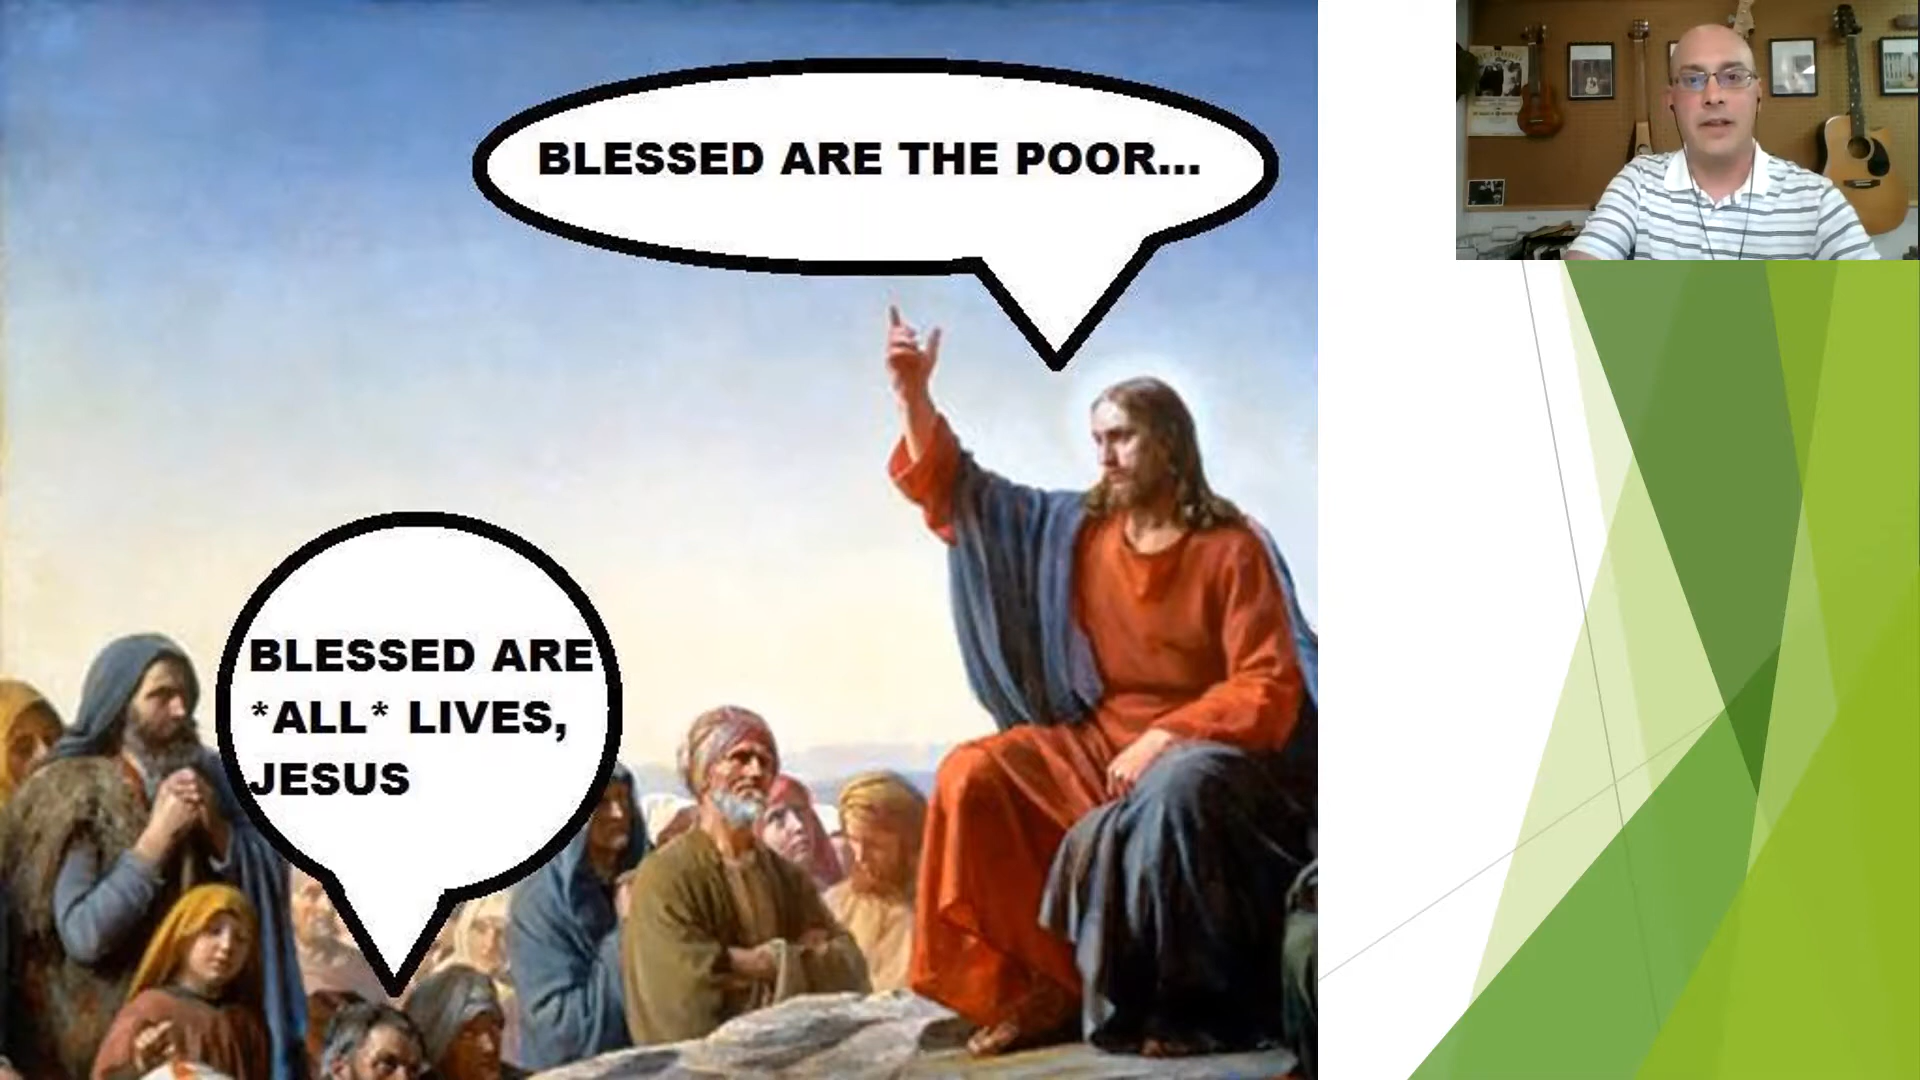 BLESSED ARE THE POOR...
BLESSED ARE
*ALL* LIVES,
JESUS